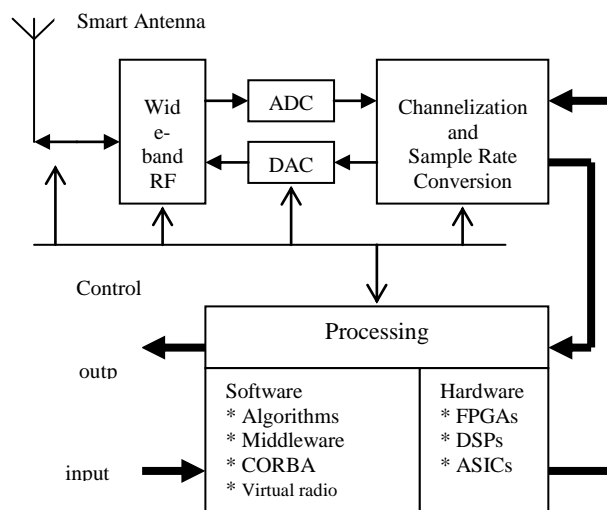 Smart Antenna
Wid
e-
band
RF
ADC
DAC
Channelization
and
Sample Rate
Conversion
Control
Processing
outp
Software
* Algorithms
* Middleware
* CORBA
* Virtual radio
Hardware
* FPGAs
* DSPs
* ASICs
input